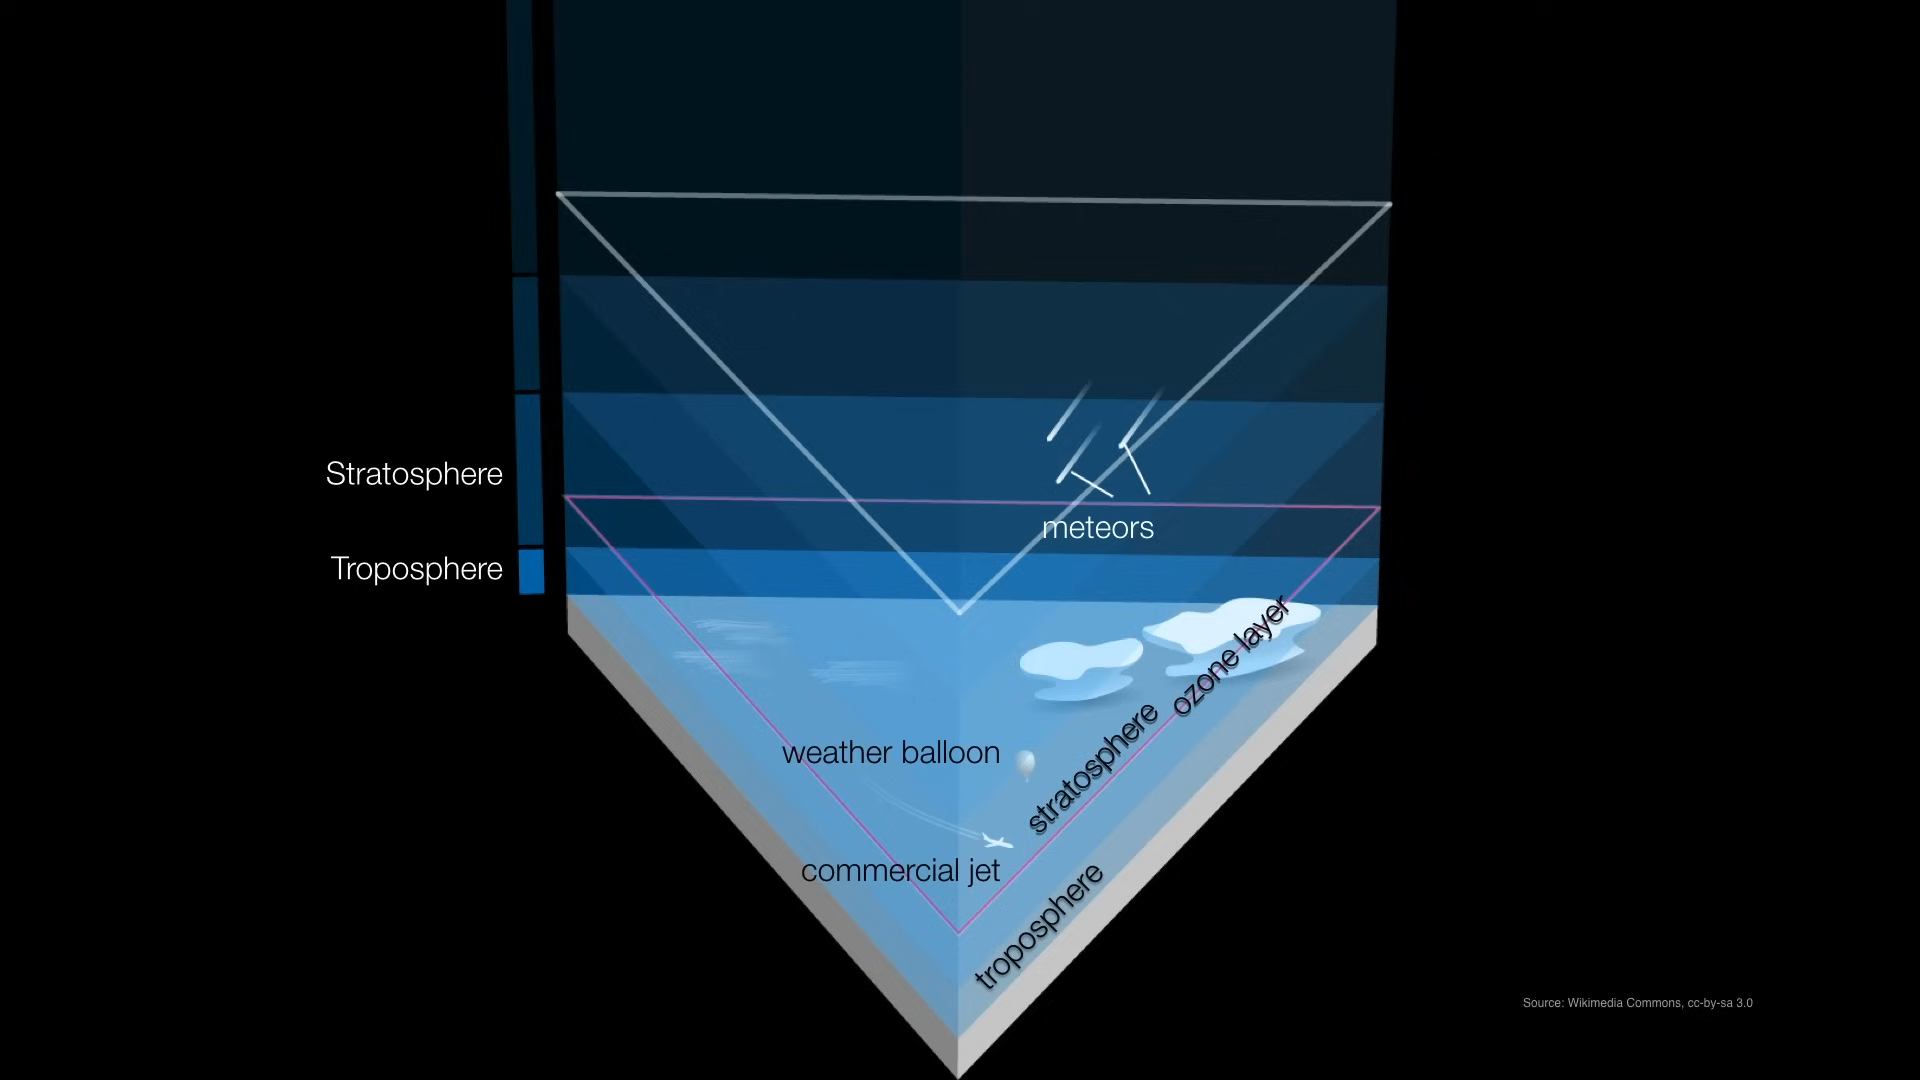 Stratosphere
meteors
Troposphere
ozone layer
stratosphere
weather balloon
commercial jet
troposphere
Source: Wikimedia Commons, cc-by-sa 3.0